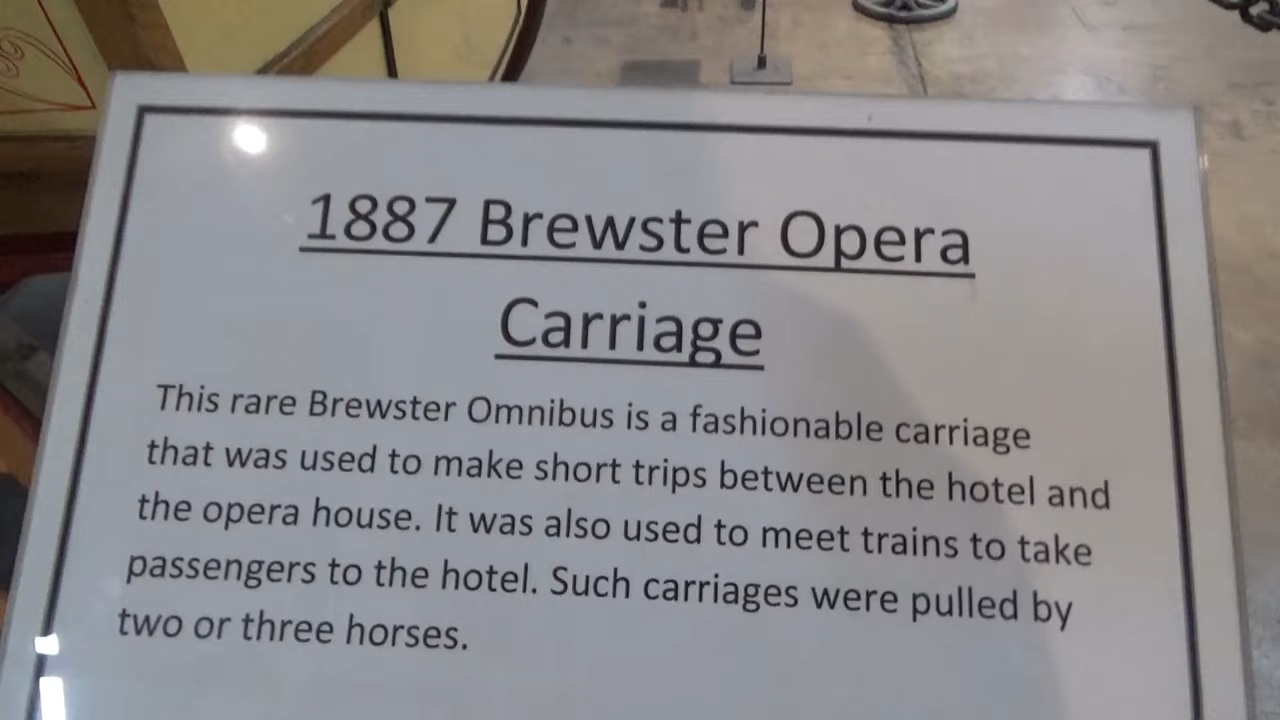 1887 Brewster Opera
Carriage
This rare Brewster Omnibus is a fashionable carriage
that was used to make short trips between the hotel and
the opera house. It was also used to meet trains to take
passengers to the hotel. Such carriages were pulled by
two or three horses.